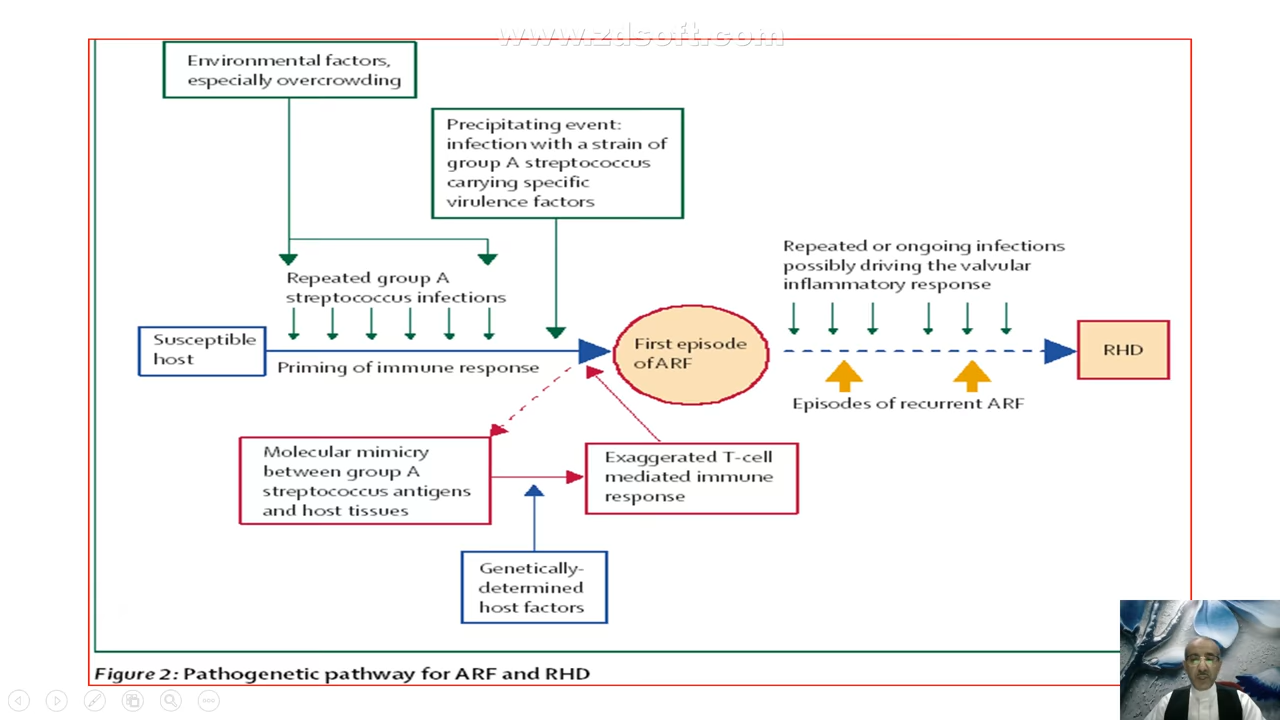 www.zdsoft.com
Environmental factors,
especially overcrowding
Precipitating event:
infection with a strain of
group A streptococcus
carrying specific
virulence factors
Repeated group A
streptococcus infections
Repeated or ongoing infections
possibly driving the valvular
inflammatory response
Susceptible
host
Priming of immune response
First episode
of ARF
RHD
Episodes of recurrent ARF
Molecular mimicry
between group A
streptococcus antigens
and host tissues
Exaggerated T-cell
mediated immune
response
Genetically-
determined
host factors
Figure 2: Pathogenetic pathway for ARF and RHD